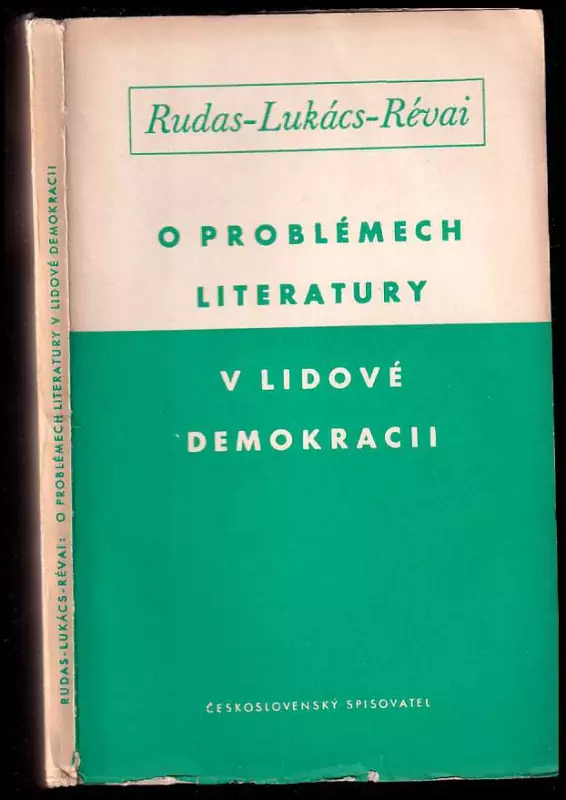 Rudas-Lukács-Révai
O PROBLÉMECH
LITERATURY
V LIDOVÉ
DEMOKRACII
ČESKOSLOVENSKÝ SPISOVATEL
RUDAS-LUKÁCS-RÉVAI: O PROBLÉMECH LITERATURY V LIDOVÉ DEMOKRACII